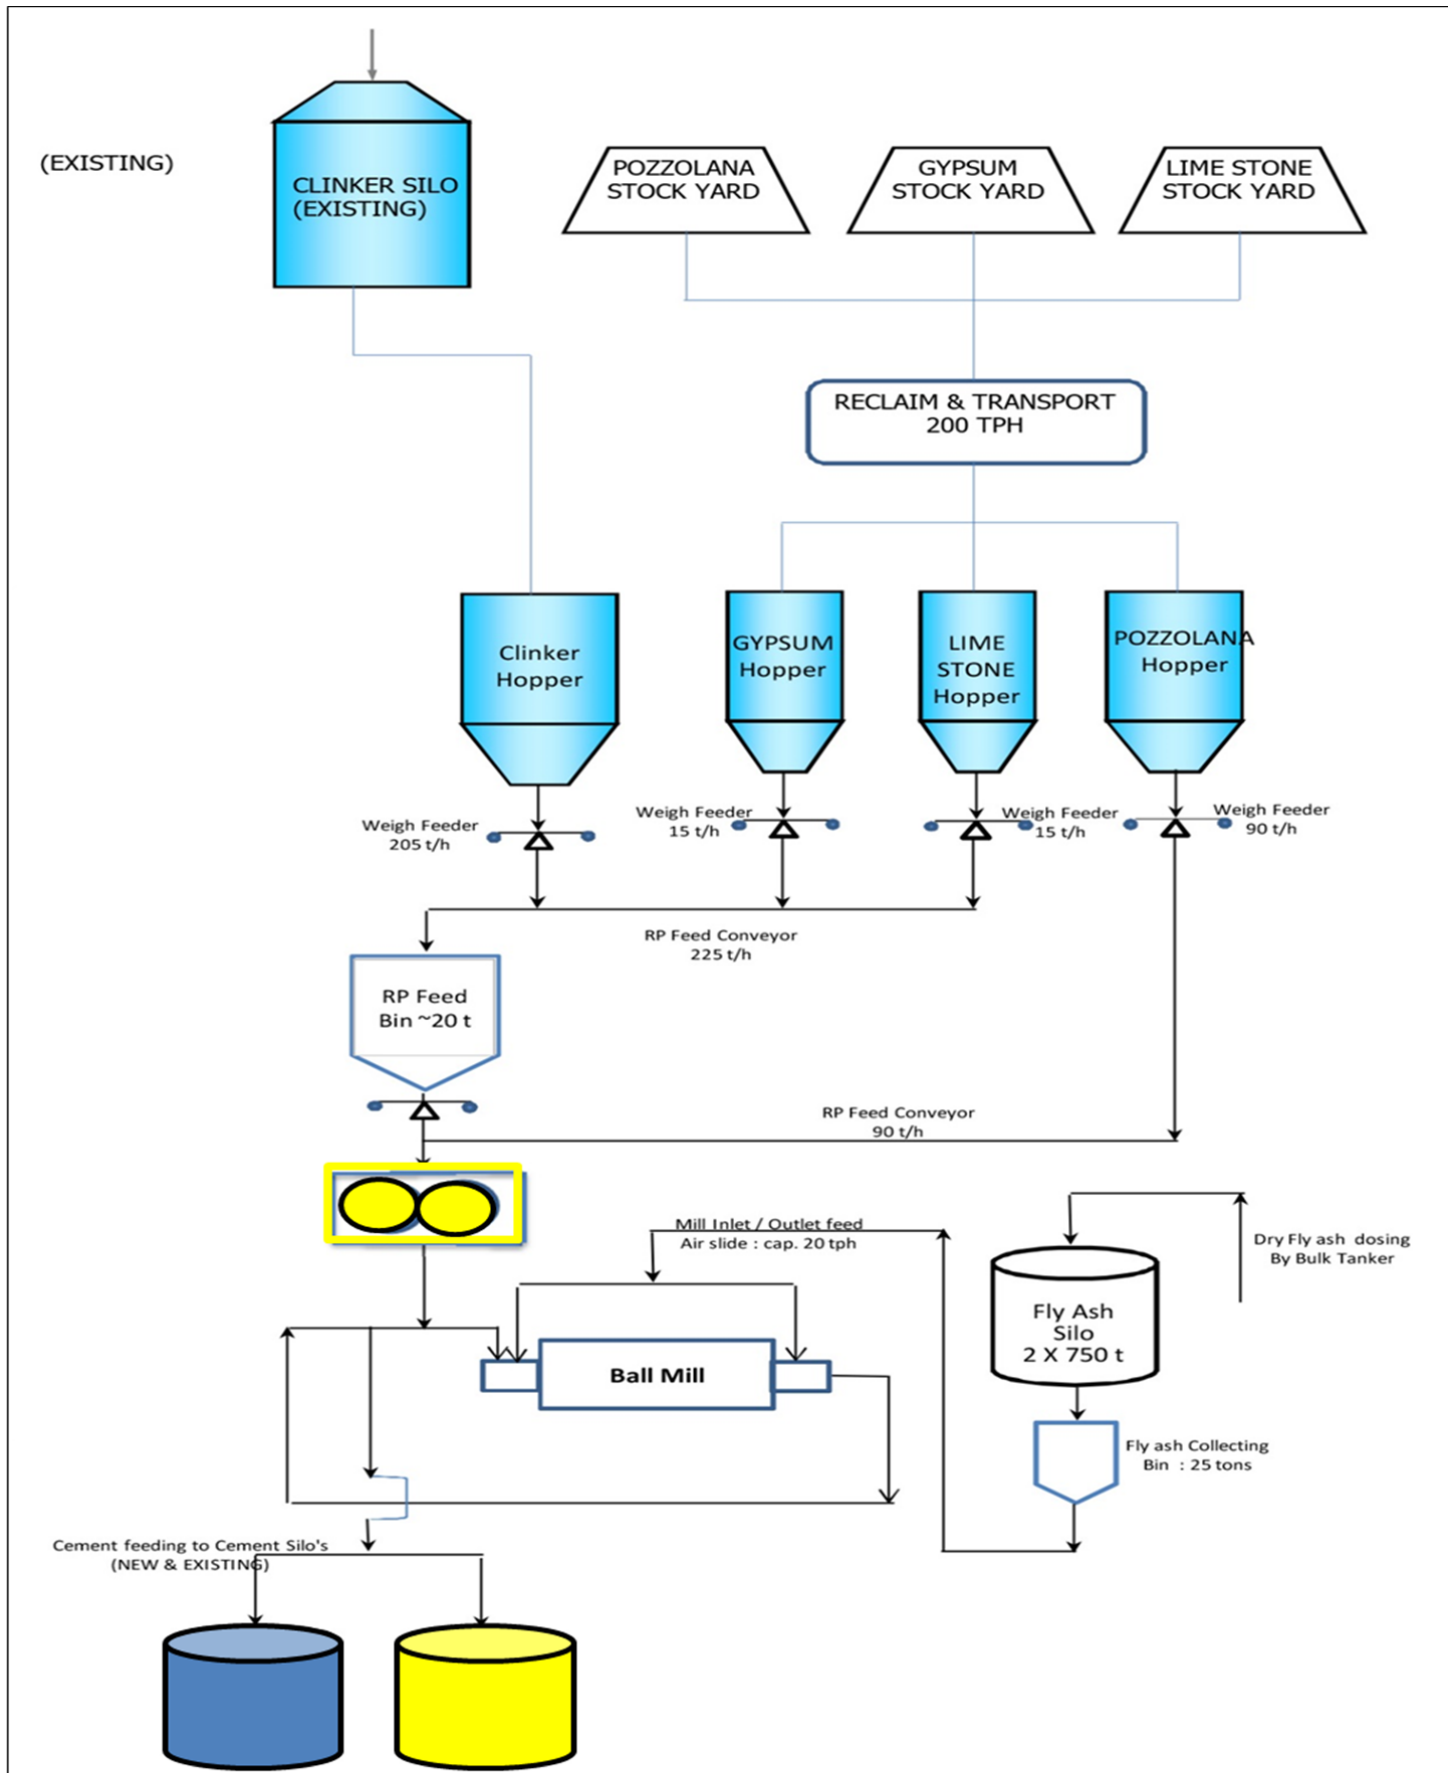 (EXISTING)
CLINKER SILO
(EXISTING)
POZZOLANA
STOCK YARD
GYPSUM
STOCK YARD
LIME STONE
STOCK YARD
RECLAIM & TRANSPORT
200 TPH
Clinker
Hopper
GYPSUM
Hopper
LIME
STONE
Hopper
POZZOLANA
Hopper
Weigh Feeder
205 t/h
Weigh Feeder
15 t/h
Weigh Feeder
15 t/h
Weigh Feeder
90 t/h
RP Feed Conveyor
225 t/h
RP Feed
Bin ~20 t
RP Feed Conveyor
90 t/h
Mill Inlet / Outlet feed
Air slide : cap. 20 tph
Dry Fly ash dosing
By Bulk Tanker
Fly Ash
Silo
2 X 750 t
Ball Mill
Fly ash Collecting
Bin : 25 tons
Cement feeding to Cement Silo's
(NEW & EXISTING)